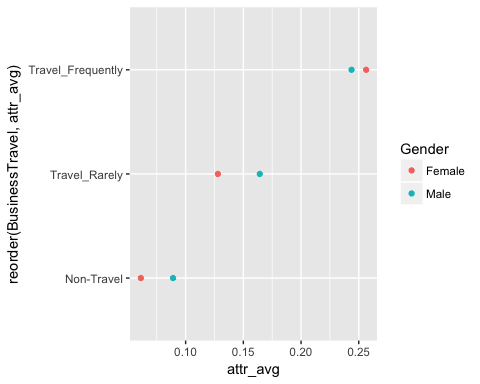 reorder(BusinessTravel, attr_avg)
Travel_Frequently
Travel_Rarely
Non-Travel
0.10 0.15 0.20 0.25
attr_avg
Gender
Female
Male